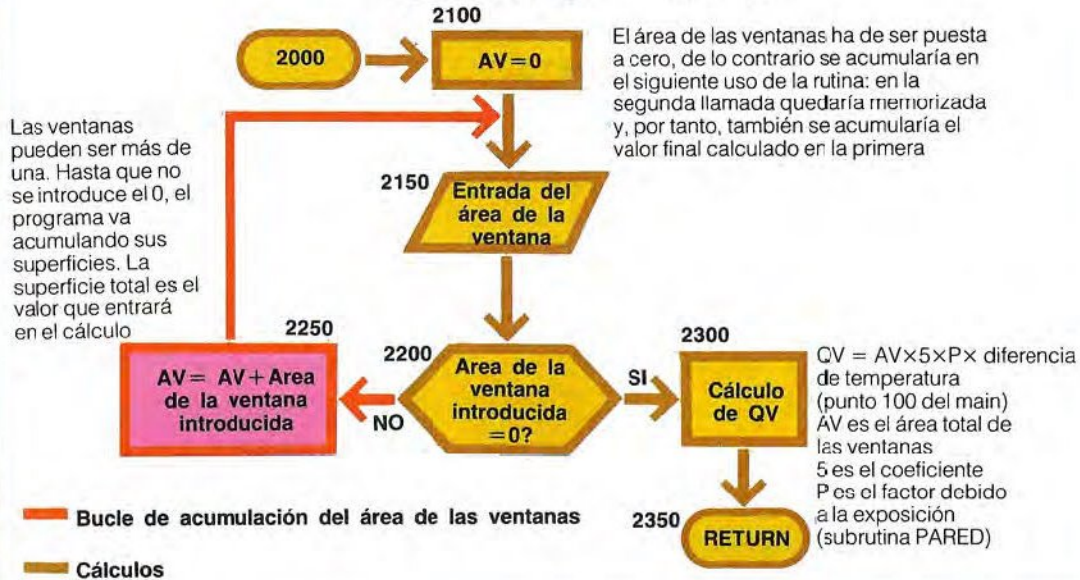 2000
2100
AV=0
El área de las ventanas ha de ser puesta
a cero, de lo contrario se acumularía en
el siguiente uso de la rutina: en la
segunda llamada quedaría memorizada
y, por tanto, también se acumularía el
valor final calculado en la primera
Las ventanas
pueden ser más de
una. Hasta que no
se introduce el 0, el
programa va
acumulando sus
superficies. La
superficie total es el
valor que entrará
en el cálculo
2150
Entrada del
área de la
ventana
2250
AV= AV+Area
de la ventana
introducida
NO
2200
Area de la
ventana
introducida
=0?
SI
2300
Cálculo
de QV
QV = AV×5×P× diferencia
de temperatura
(punto 100 del main)
AV es el área total de
las ventanas
5 es el coeficiente
P es el factor debido
a la exposición
(subrutina PARED)
2350
RETURN
Bucle de acumulación del área de las ventanas
Cálculos